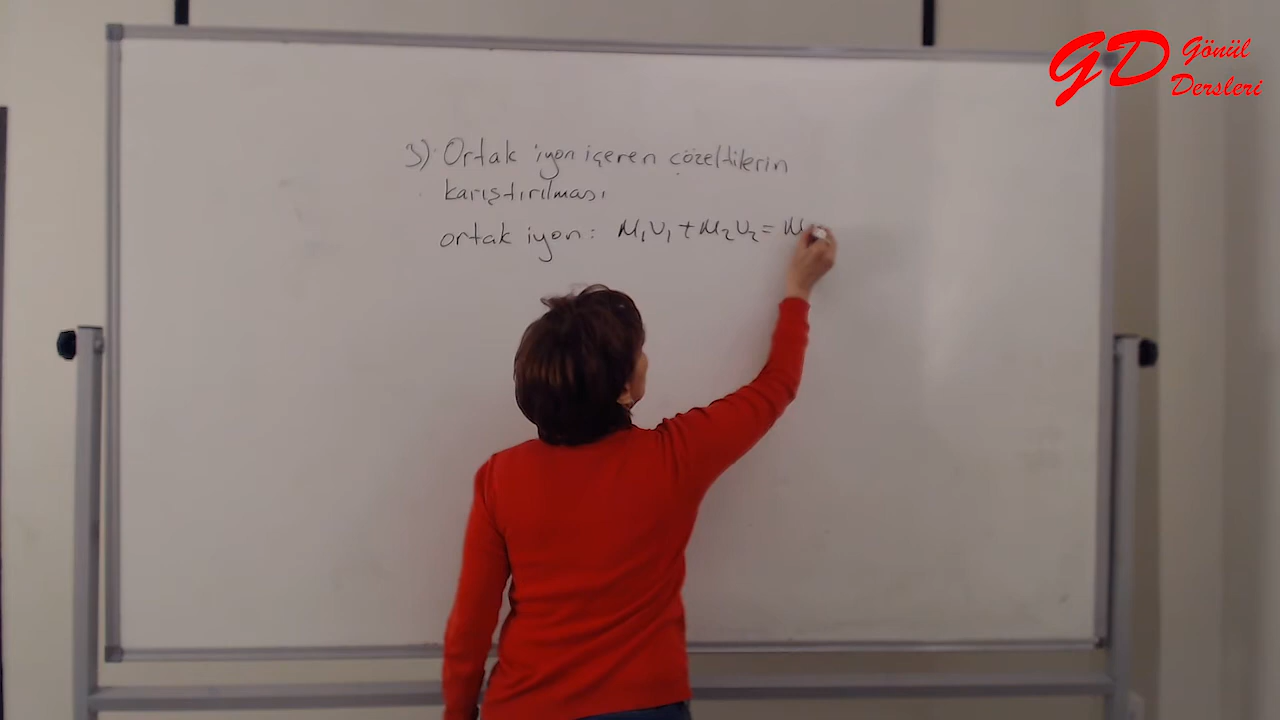 GD Gönül
Dersleri
3) Ortak iyon içeren çözeltilerin
karıştırılması
ortak iyon: M₁V₁ + M₂V₂ = M